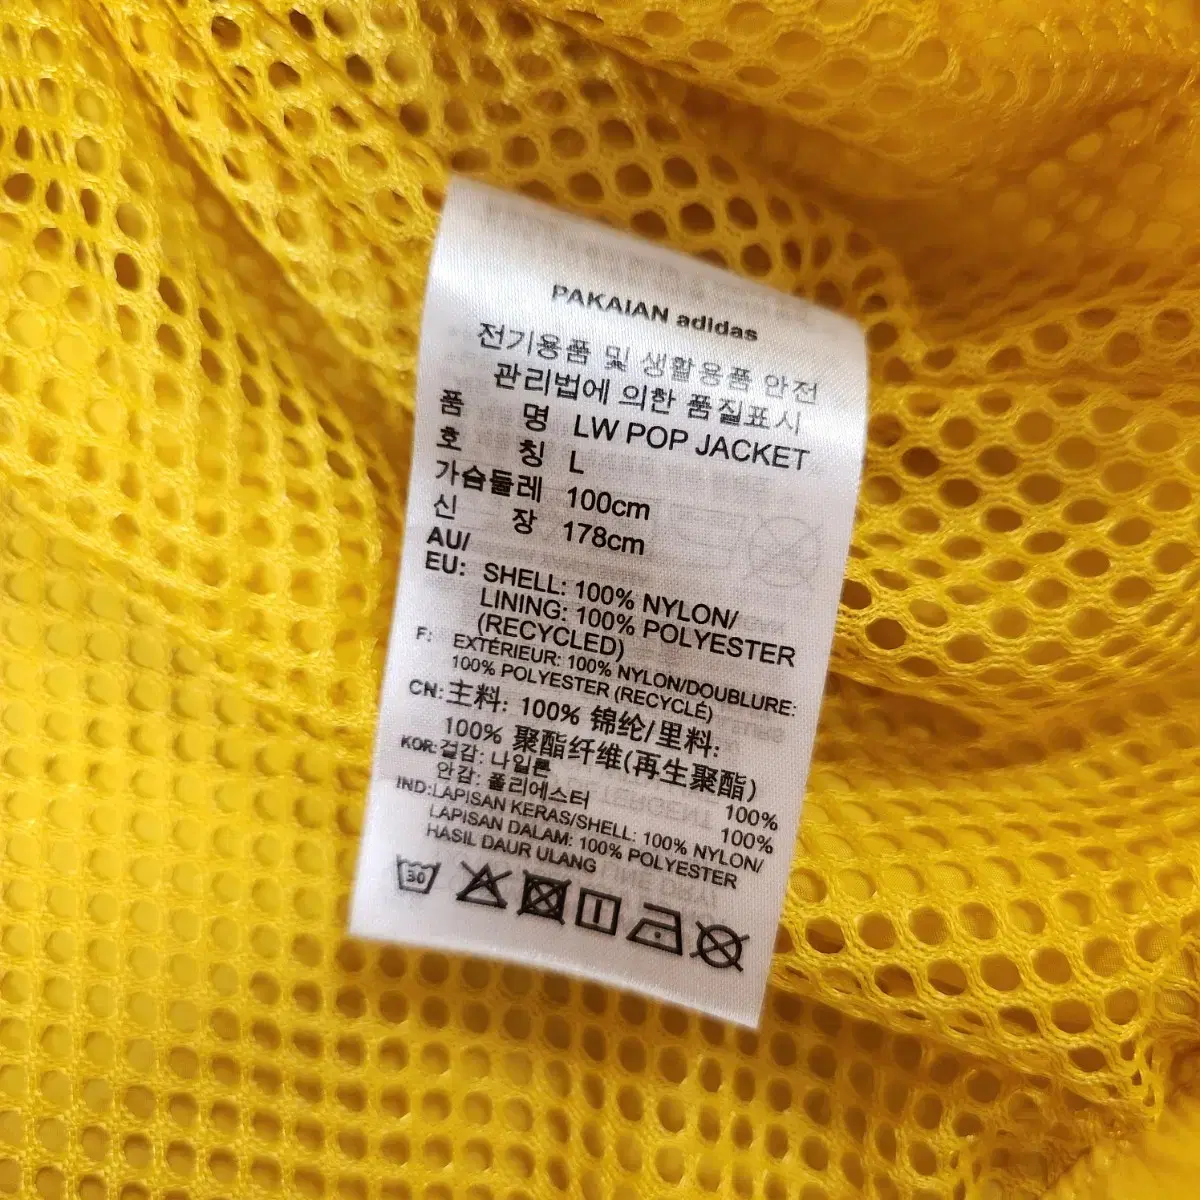 PAKAIAN adidas
전기용품 및 생활용품 안전
관리법에 의한 품질표시
품 명 LW POP JACKET
호 칭 L
가슴둘레 100cm
신 장 178cm
AU/
EU: SHELL: 100% NYLON/
LINING: 100% POLYESTER
(RECYCLED)
F: EXTÉRIEUR: 100% NYLON/DOUBLURE:
100% POLYESTER (RECYCLÉ)
CN: 主料: 100% 锦纶/里料:
100% 聚酯纤维(再生聚酯)
KOR: 겉감: 나일론 100%
안감: 폴리에스터 100%
IND:LAPISAN KERAS/SHELL: 100% NYLON/
LAPISAN DALAM: 100% POLYESTER
HASIL DAUR ULANG
30